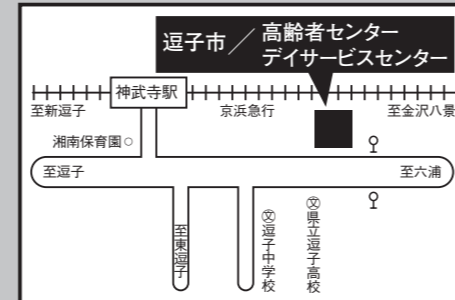 逗子市／高齢者センター
デイサービスセンター
神武寺駅
至新逗子
京浜急行
至金沢八景
湘南保育園○
至逗子
至六浦
至東逗子
㊛逗子中学校
㊛県立逗子高校